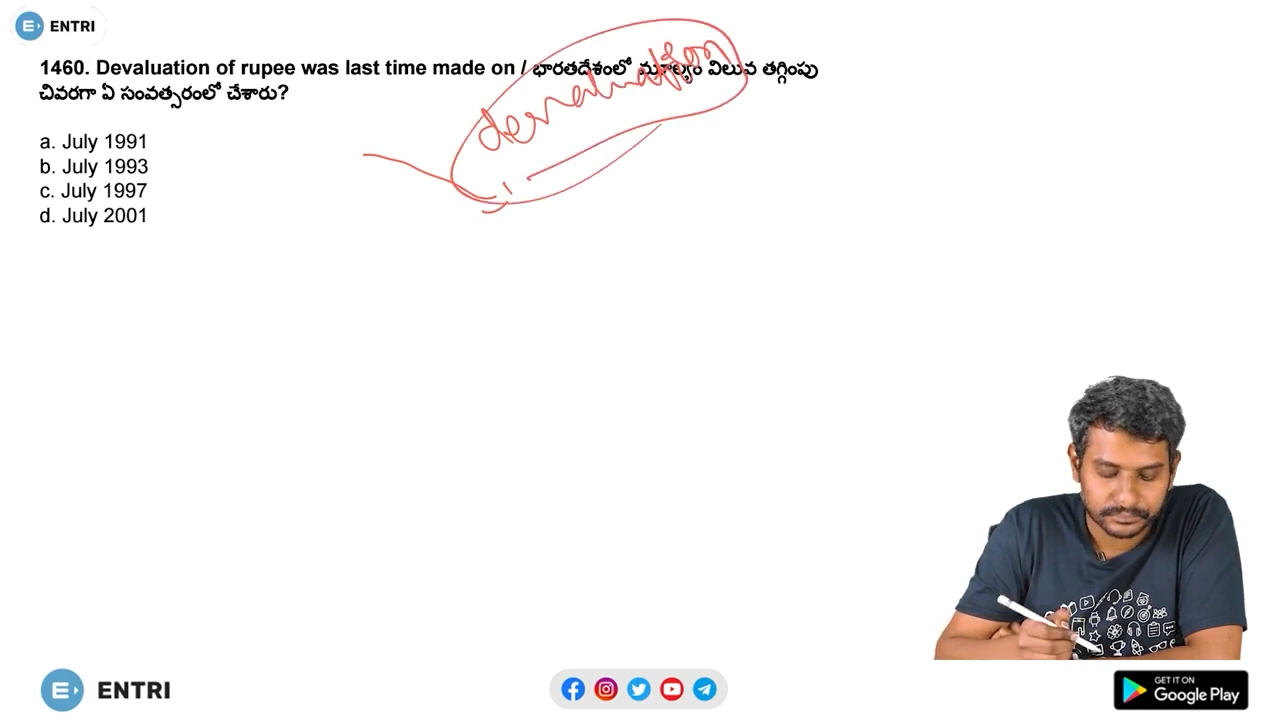 ENTRI
1460. Devaluation of rupee was last time made on / భారతదేశంలో మూల్యం విలువ తగ్గింపు
చివరగా ఏ సంవత్సరంలో చేశారు?
devaluation
a. July 1991
b. July 1993
c. July 1997
d. July 2001
ENTRI
GET IT ON
Google Play